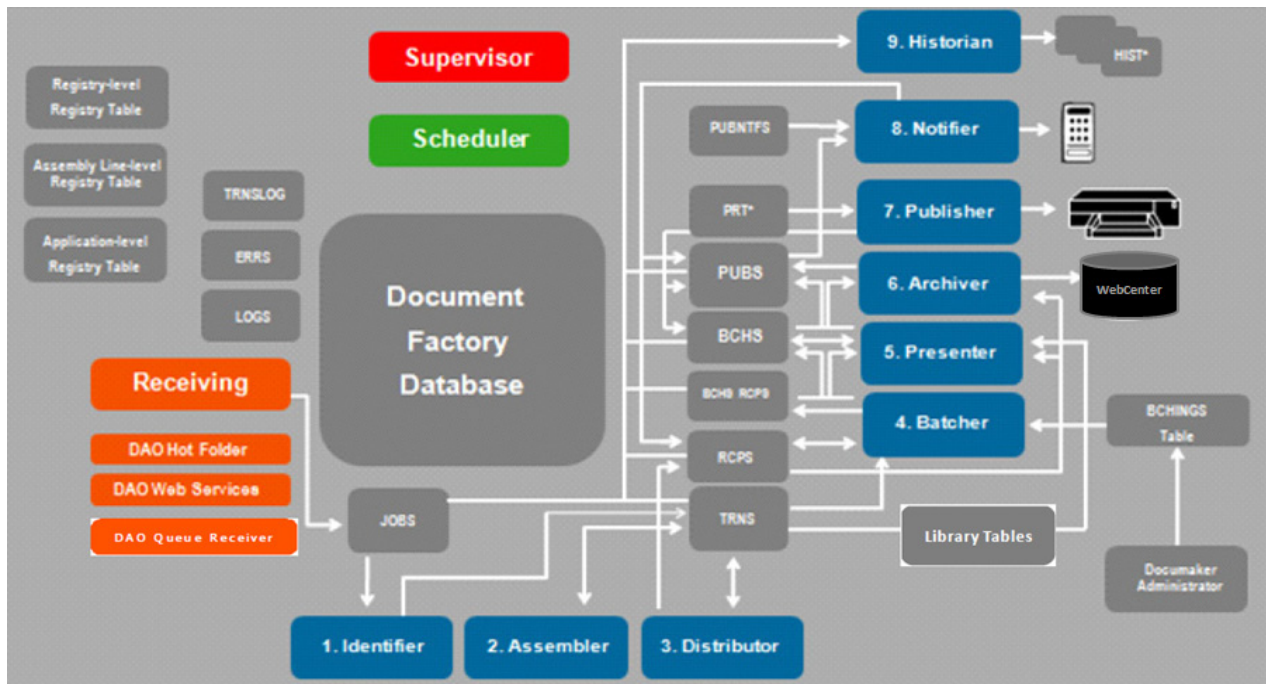 Registry-level
Registry Table
Assembly Line-level
Registry Table
Application-level
Registry Table
TRNSLOG
ERRS
LOGS
Supervisor
Scheduler
Document
Factory
Database
Receiving
DAO Hot Folder
DAO Web Services
DAO Queue Receiver
JOBS
1. Identifier
2. Assembler
3. Distributor
PUBNTFS
PRT*
PUBS
BCHS
BCHS RCPS
RCPS
TRNS
9. Historian
8. Notifier
7. Publisher
6. Archiver
5. Presenter
4. Batcher
Library Tables
HIST*
WebCenter
BCHINGS
Table
Documaker
Administrator